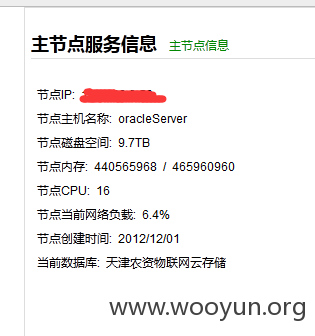 主节点服务信息 主节点信息
节点IP:
节点主机名称: oracleServer
节点磁盘空间: 9.7TB
节点内存: 440565968 / 465960960
节点CPU: 16
节点当前网络负载: 6.4%
节点创建时间: 2012/12/01
当前数据库: 天津农资物联网云存储
www.wooyun.org